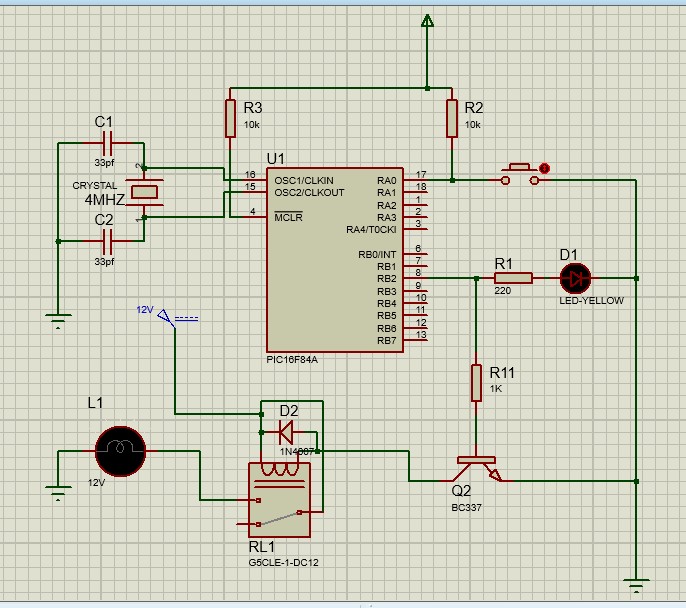 R3
10k
R2
10k
C1
33pf
2
CRYSTAL
4MHZ
1
C2
33pf
U1
16 OSC1/CLKIN
15 OSC2/CLKOUT
4 MCLR
RA0 17
RA1 18
RA2 1
RA3 2
RA4/T0CKI 3
RB0/INT 6
RB1 7
RB2 8
RB3 9
RB4 10
RB5 11
RB6 12
RB7 13
PIC16F84A
R1
220
D1
LED-YELLOW
12V
R11
1K
L1
12V
D2
1N4007
Q2
BC337
RL1
G5CLE-1-DC12